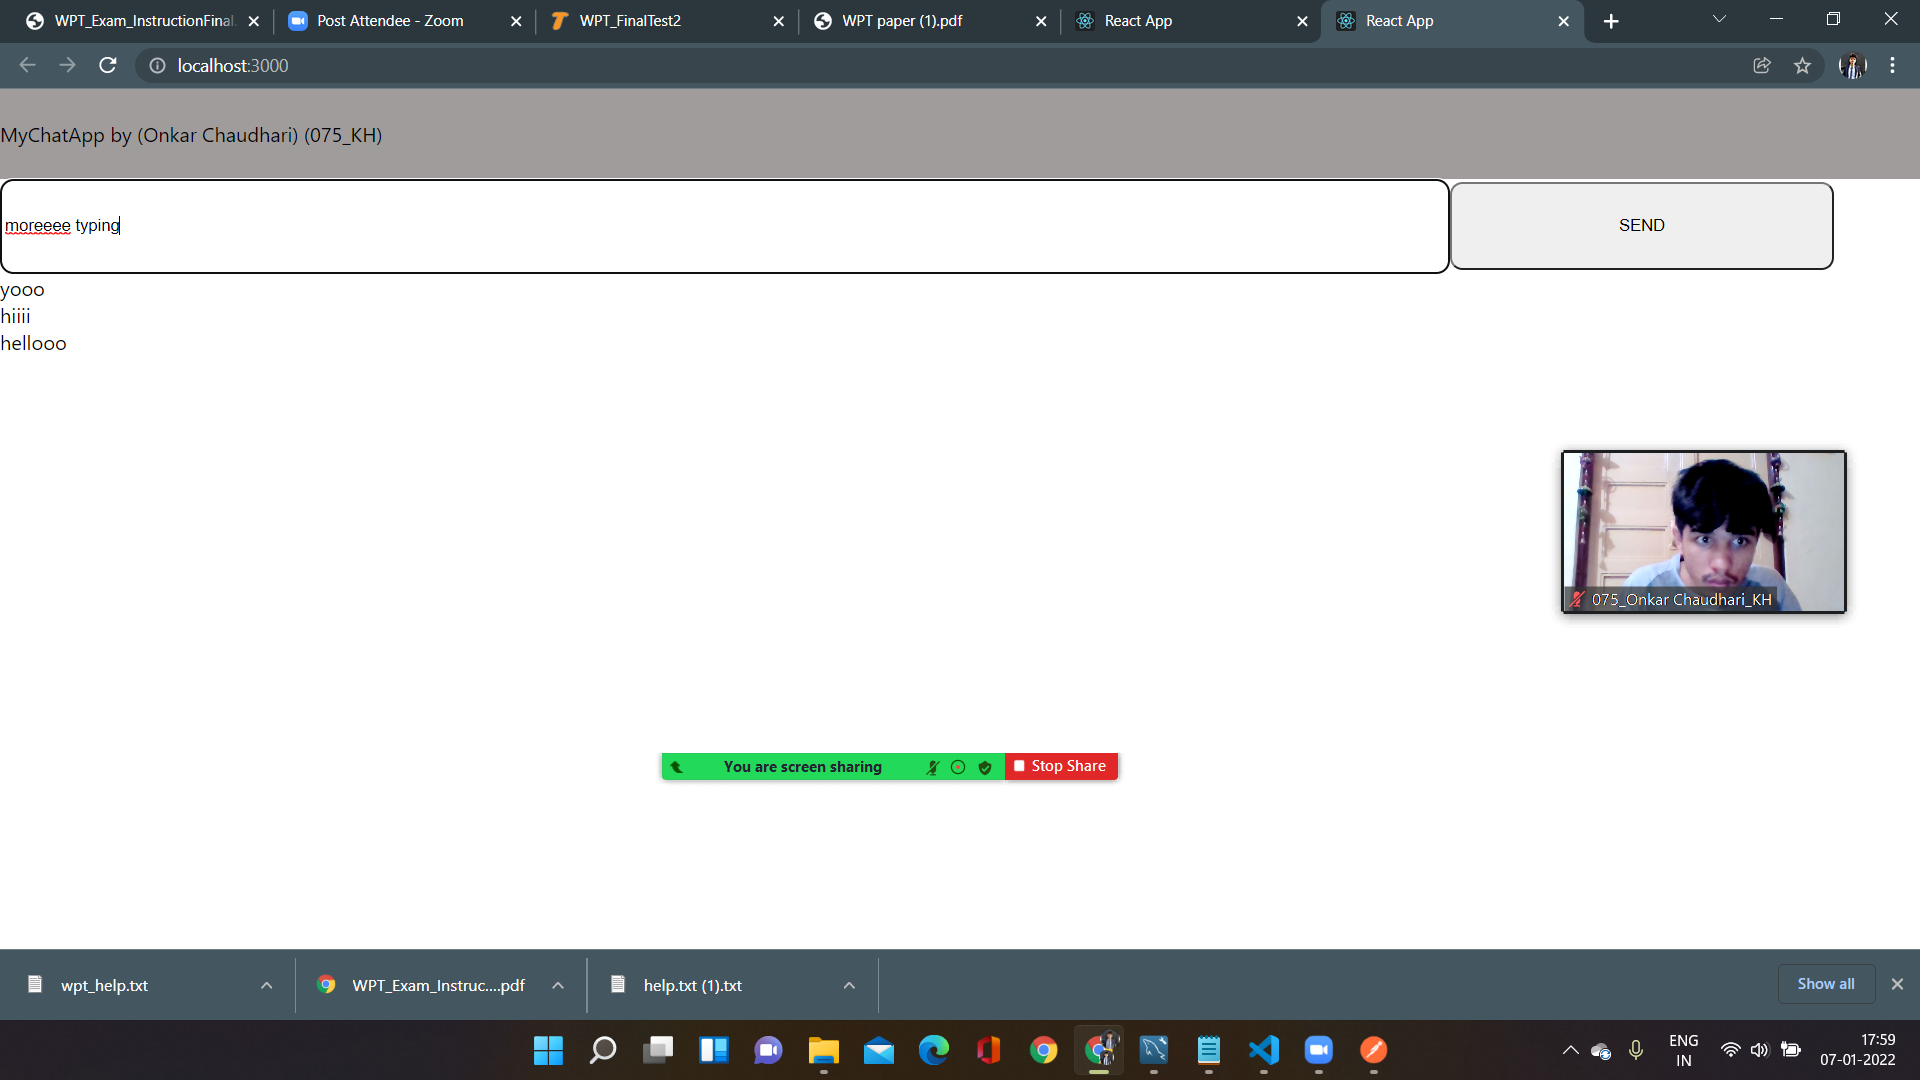 WPT_Exam_InstructionFinal
Post Attendee - Zoom
WPT_FinalTest2
WPT paper (1).pdf
React App
React App
localhost:3000
MyChatApp by (Onkar Chaudhari) (075_KH)
moreeee typing
SEND
yooo
hiiii
hellooo
075_Onkar Chaudhari_KH
You are screen sharing
Stop Share
wpt_help.txt
WPT_Exam_Instruc....pdf
help.txt (1).txt
Show all
ENG
IN
17:59
07-01-2022